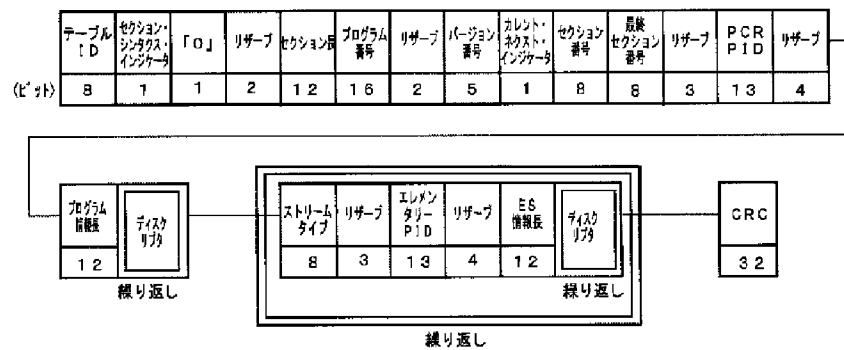 テーブルID セクション・シンタクス・インジケータ 「0」 リザーブ セクション長 プログラム番号 リザーブ バージョン番号 カレント・ネクスト・インジケータ セクション番号 最終セクション番号 リザーブ PCR PID リザーブ
(ビット) 8 1 1 2 12 16 2 5 1 8 8 3 13 4
プログラム情報長 ディスクリプタ ストリームタイプ リザーブ エレメンタリーPID リザーブ ES情報長 ディスクリプタ CRC
12 8 3 13 4 12 32
繰り返し 繰り返し
繰り返し